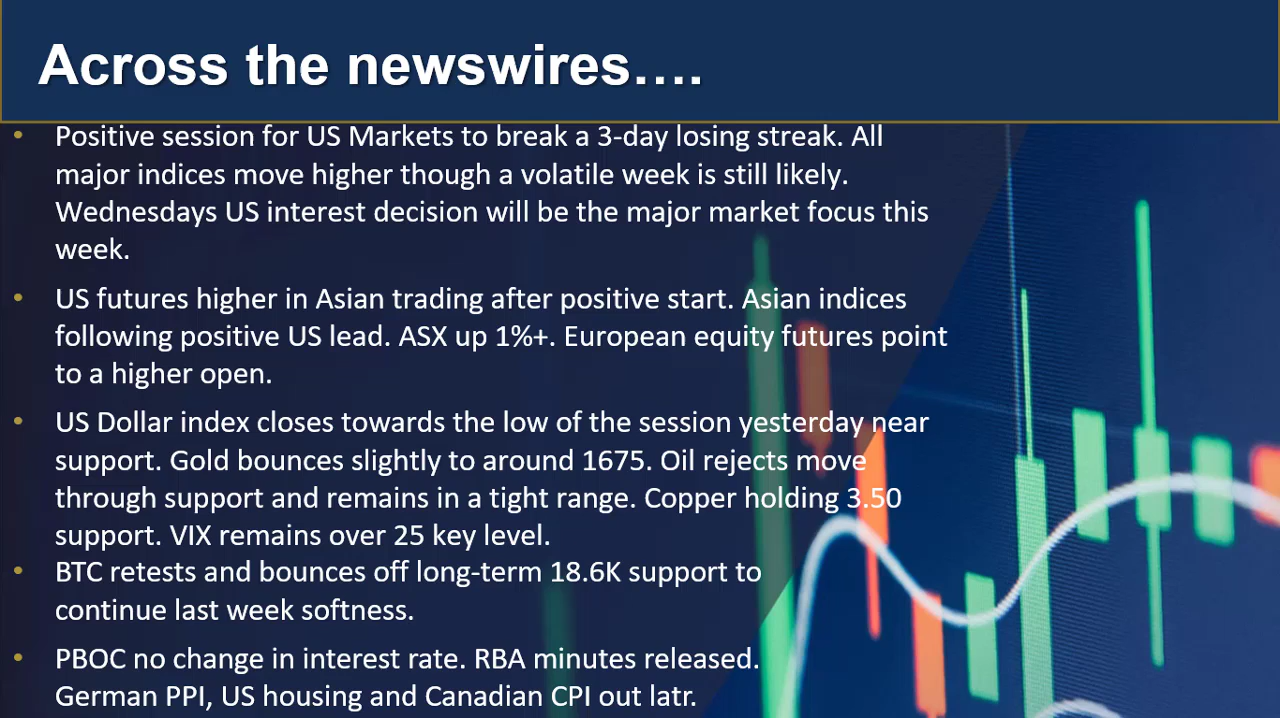 Across the newswires….
• Positive session for US Markets to break a 3-day losing streak. All
major indices move higher though a volatile week is still likely.
Wednesdays US interest decision will be the major market focus this
week.
• US futures higher in Asian trading after positive start. Asian indices
following positive US lead. ASX up 1%+. European equity futures point
to a higher open.
• US Dollar index closes towards the low of the session yesterday near
support. Gold bounces slightly to around 1675. Oil rejects move
through support and remains in a tight range. Copper holding 3.50
support. VIX remains over 25 key level.
• BTC retests and bounces off long-term 18.6K support to
continue last week softness.
• PBOC no change in interest rate. RBA minutes released.
German PPI, US housing and Canadian CPI out latr.